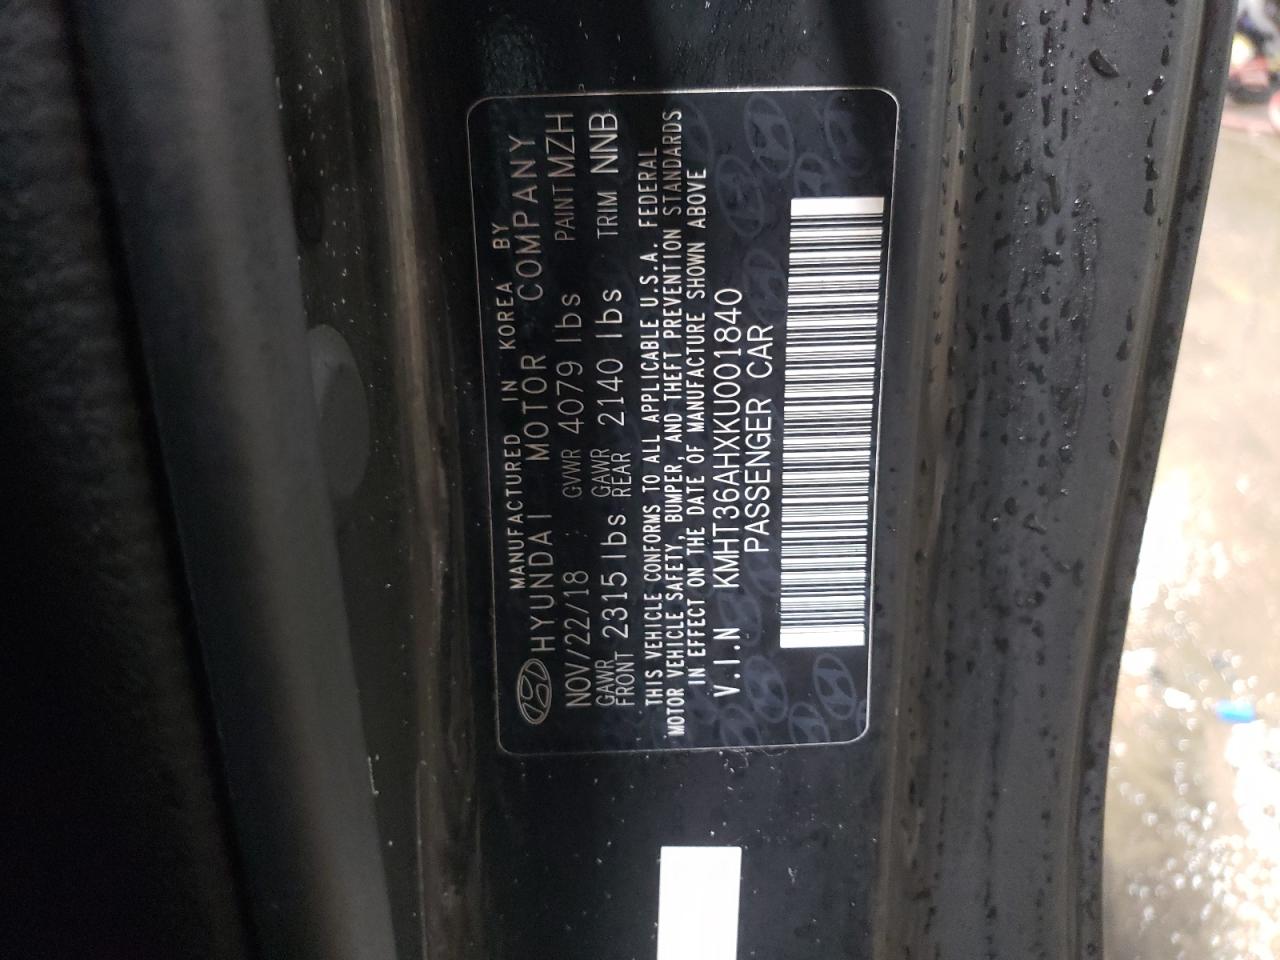 MANUFACTURED IN KOREA BY
HYUNDAI MOTOR COMPANY
NOV/22/18 : GVWR 4079 lbs PAINT MZH
GAWR FRONT 2315 lbs GAWR REAR 2140 lbs TRIM NNB
THIS VEHICLE CONFORMS TO ALL APPLICABLE U.S.A. FEDERAL
MOTOR VEHICLE SAFETY, BUMPER, AND THEFT PREVENTION STANDARDS
IN EFFECT ON THE DATE OF MANUFACTURE SHOWN ABOVE
V.I.N KMHT36AHXKU001840
PASSENGER CAR